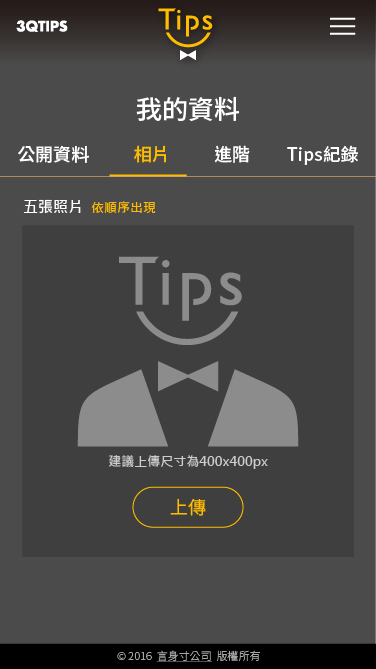 3QTIPS
Tips
我的資料
公開資料 相片 進階 Tips紀錄
五張照片 依順序出現
Tips
建議上傳尺寸為400x400px
上傳
© 2016 言身寸公司 版權所有